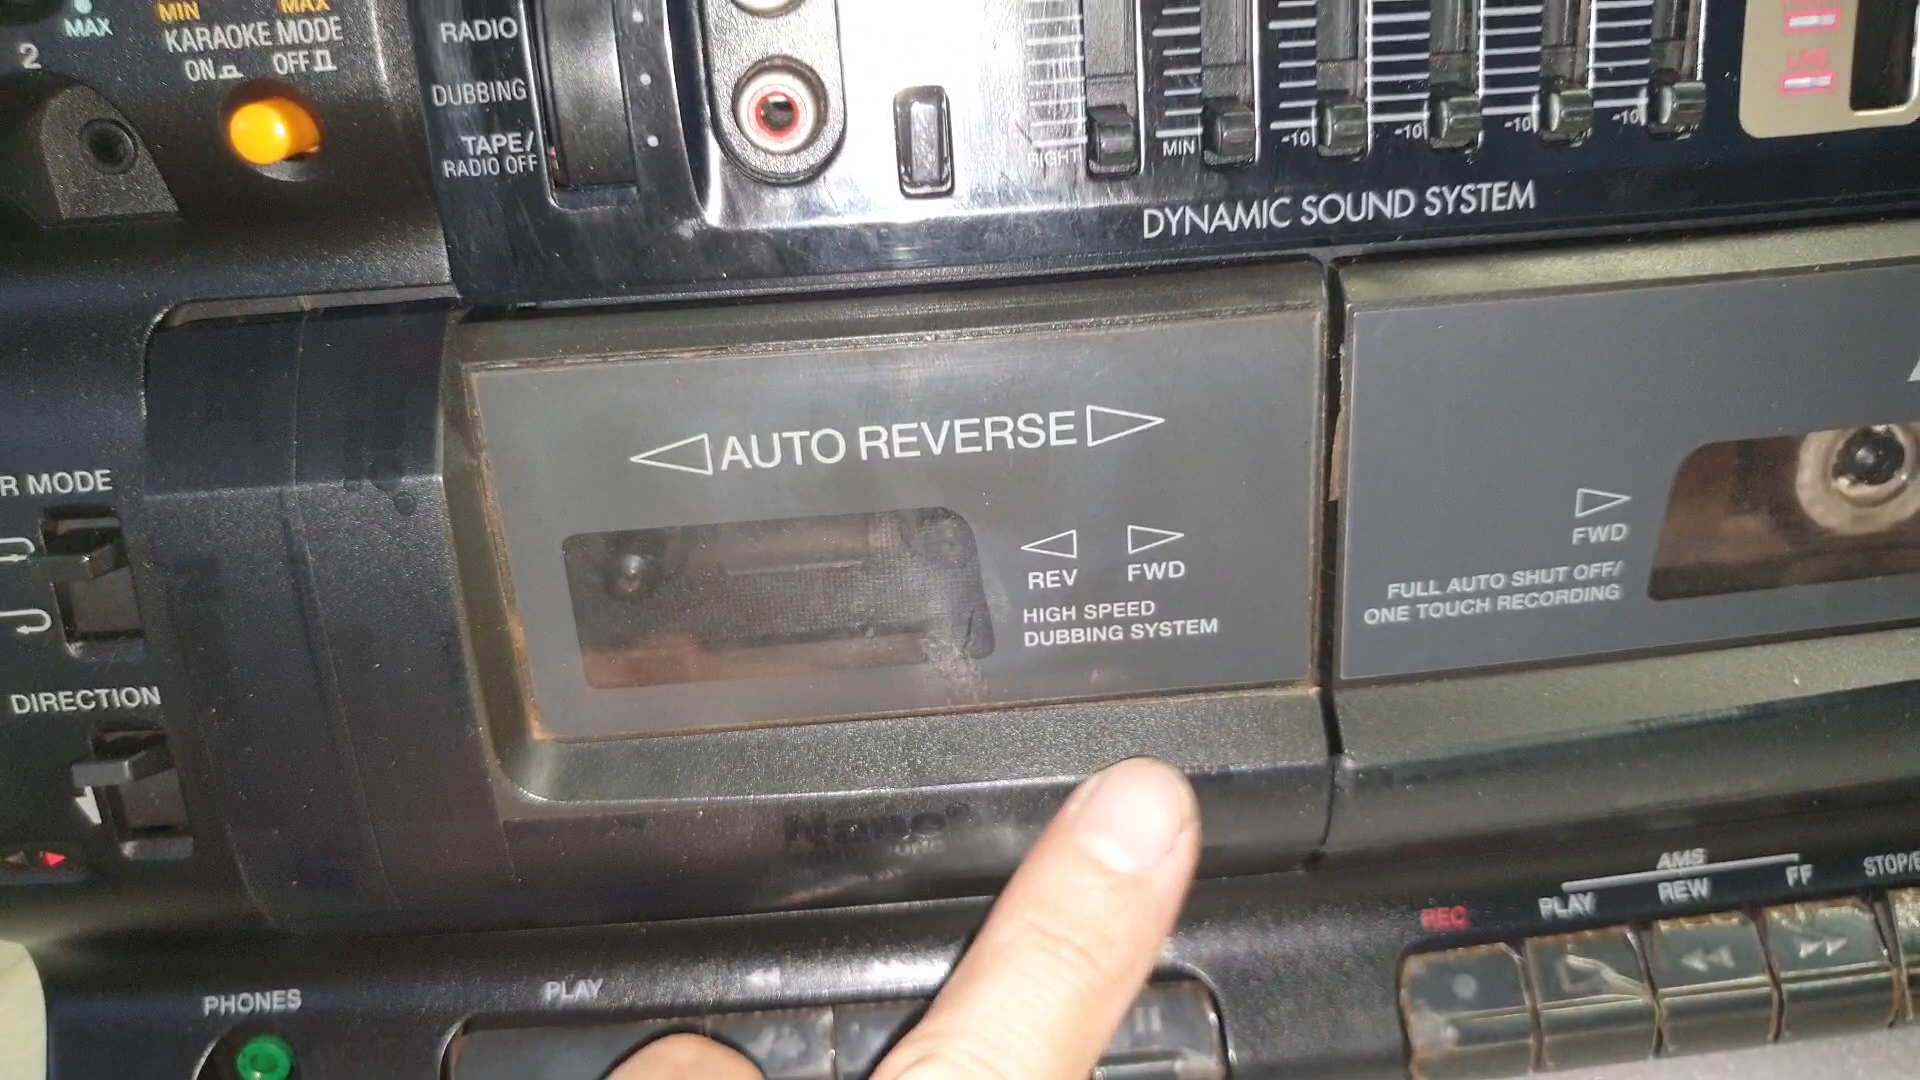 2
MAX
MIN MAX
KARAOKE MODE
ON OFF
RADIO
DUBBING
TAPE/
RADIO OFF
RIGHT
MIN
-10
-10
-10
-10
LIVE
DYNAMIC SOUND SYSTEM
AUTO REVERSE
REV FWD
HIGH SPEED
DUBBING SYSTEM
FWD
FULL AUTO SHUT OFF/
ONE TOUCH RECORDING
R MODE
DIRECTION
PHONES
PLAY
REC
AMS
PLAY REW FF STOP/E